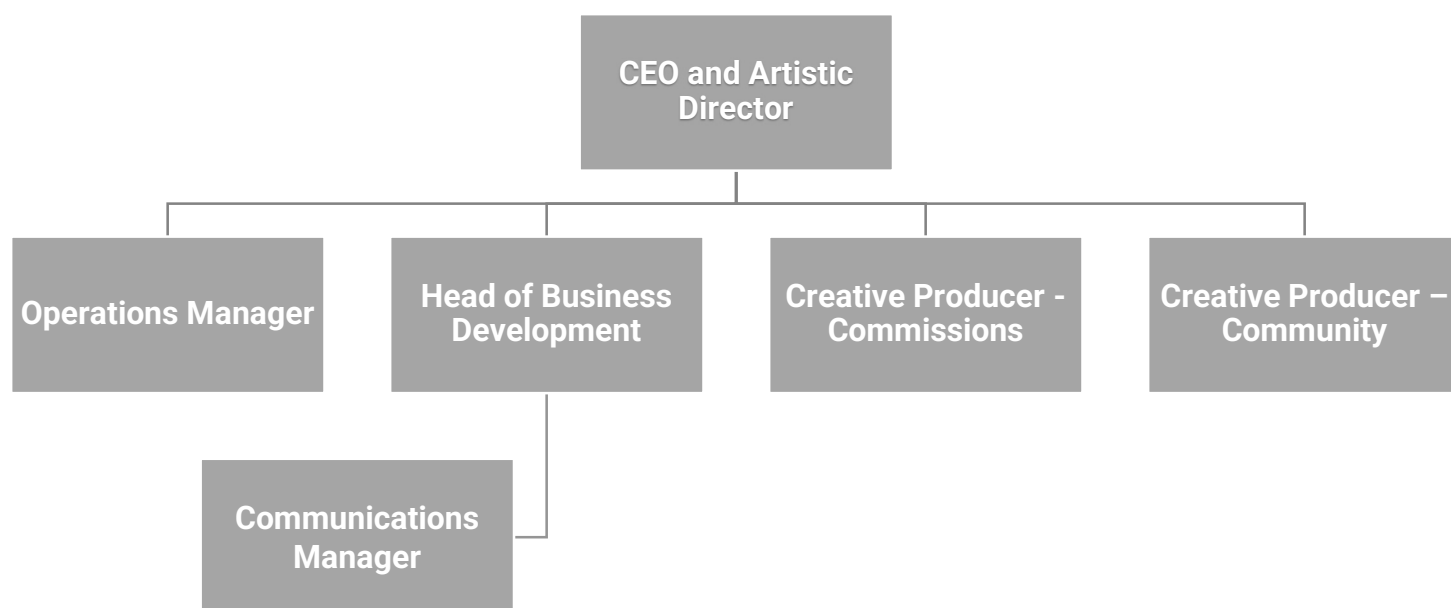 CEO and Artistic
Director
Operations Manager
Head of Business
Development
Creative Producer -
Commissions
Creative Producer –
Community
Communications
Manager